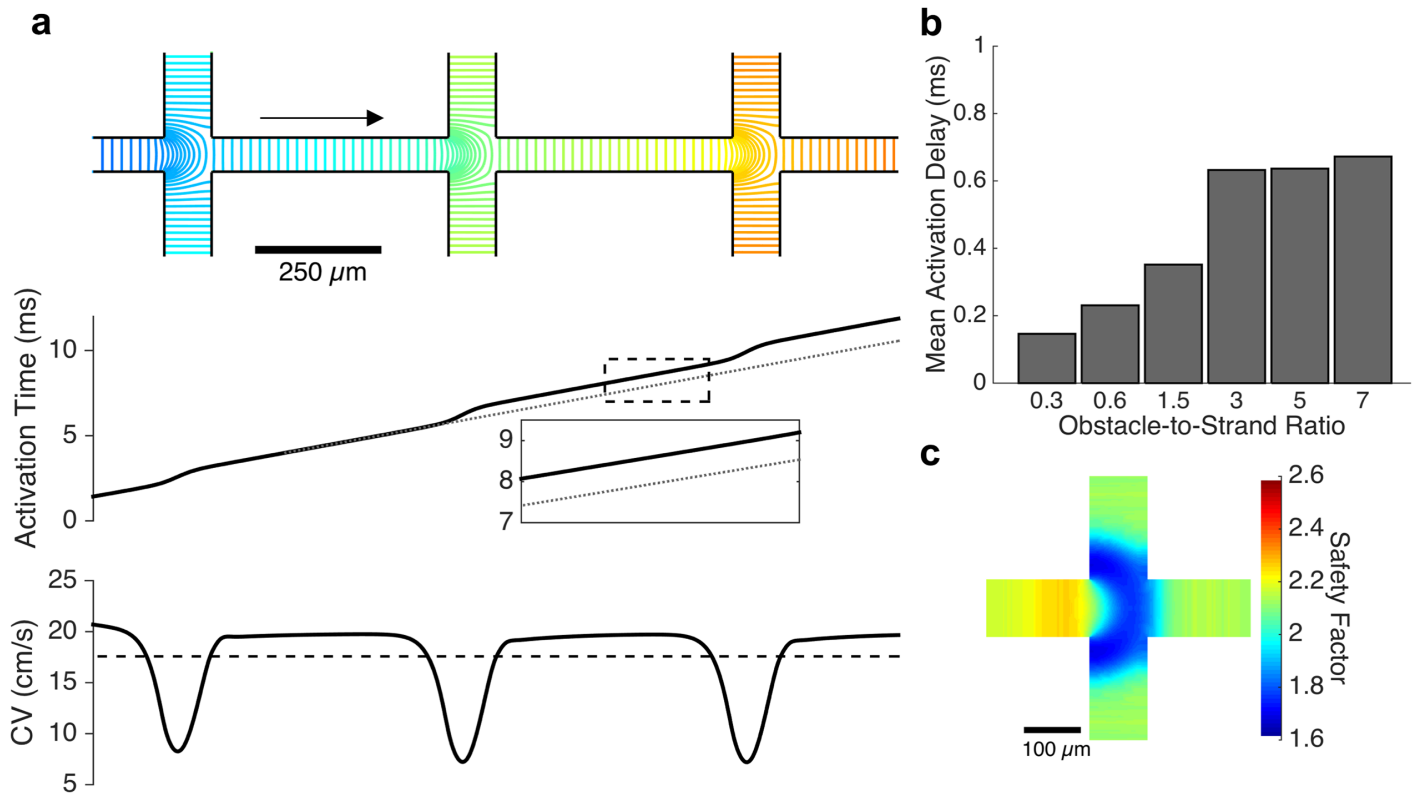 a
250 µm
Activation Time (ms)
10
5
0
9
8
7
CV (cm/s)
25
20
15
10
5
b
Mean Activation Delay (ms)
1
0.8
0.6
0.4
0.2
0
0.3 0.6 1.5 3 5 7
Obstacle-to-Strand Ratio
c
2.6
2.4
2.2
2
1.8
1.6
Safety Factor
100 µm